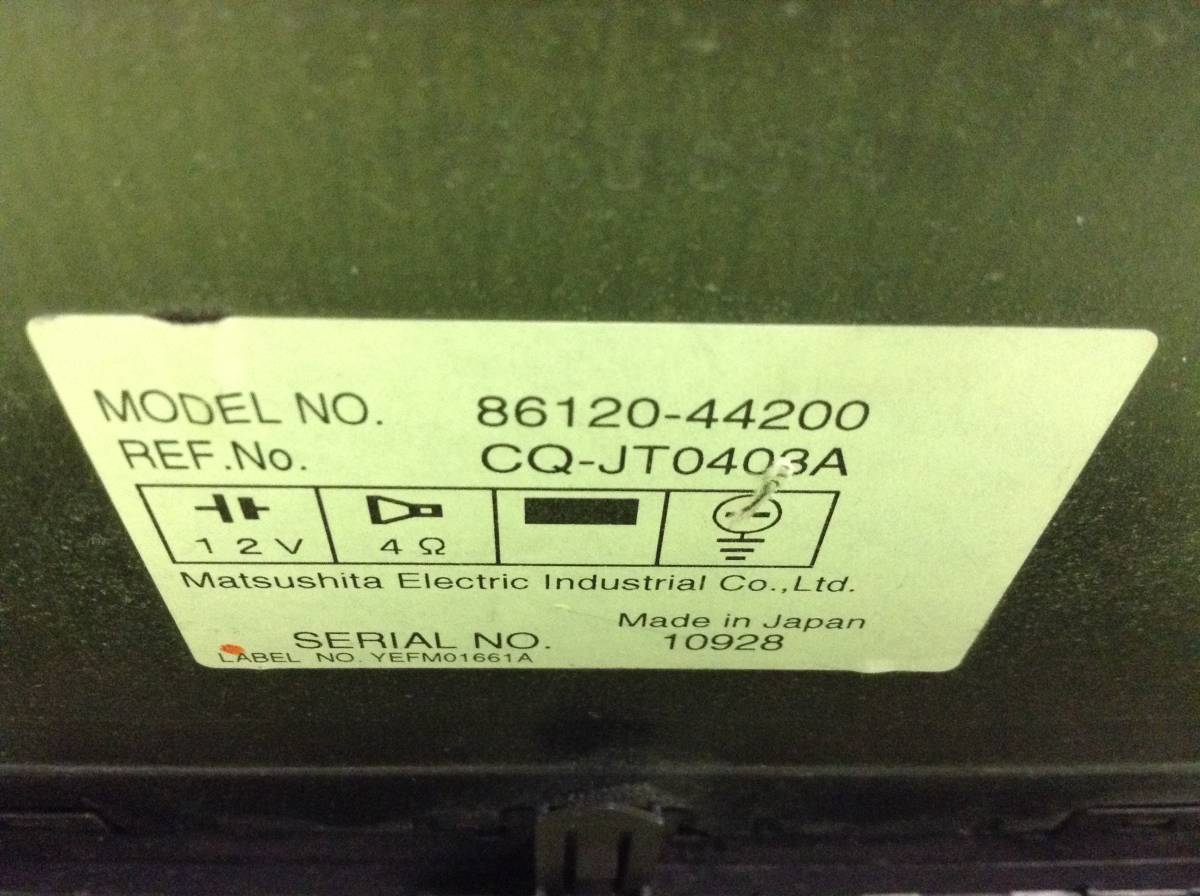 MODEL NO. 86120-44200
REF.No. CQ-JT0403A
12V 4Ω
Matsushita Electric Industrial Co.,Ltd.
Made in Japan
SERIAL NO. 10928
LABEL NO. YEFM01661A